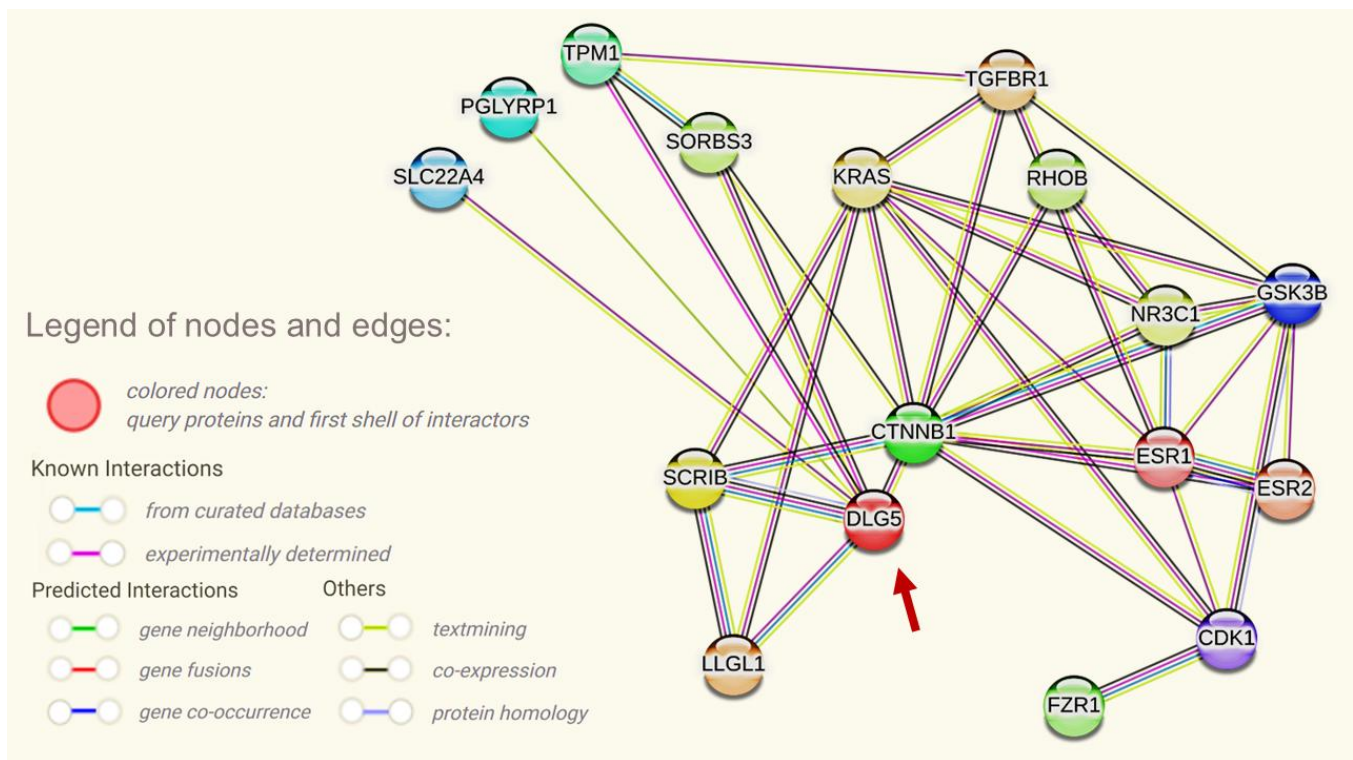 TPM1
TGFBR1
PGLYRP1
SORBS3
SLC22A4
KRAS
RHOB
GSK3B
NR3C1
Legend of nodes and edges:
colored nodes:
query proteins and first shell of interactors
CTNNB1
ESR1
Known Interactions
SCRIB
ESR2
from curated databases
DLG5
experimentally determined
Predicted Interactions
Others
gene neighborhood
textmining
CDK1
gene fusions
co-expression
LLGL1
gene co-occurrence
protein homology
FZR1